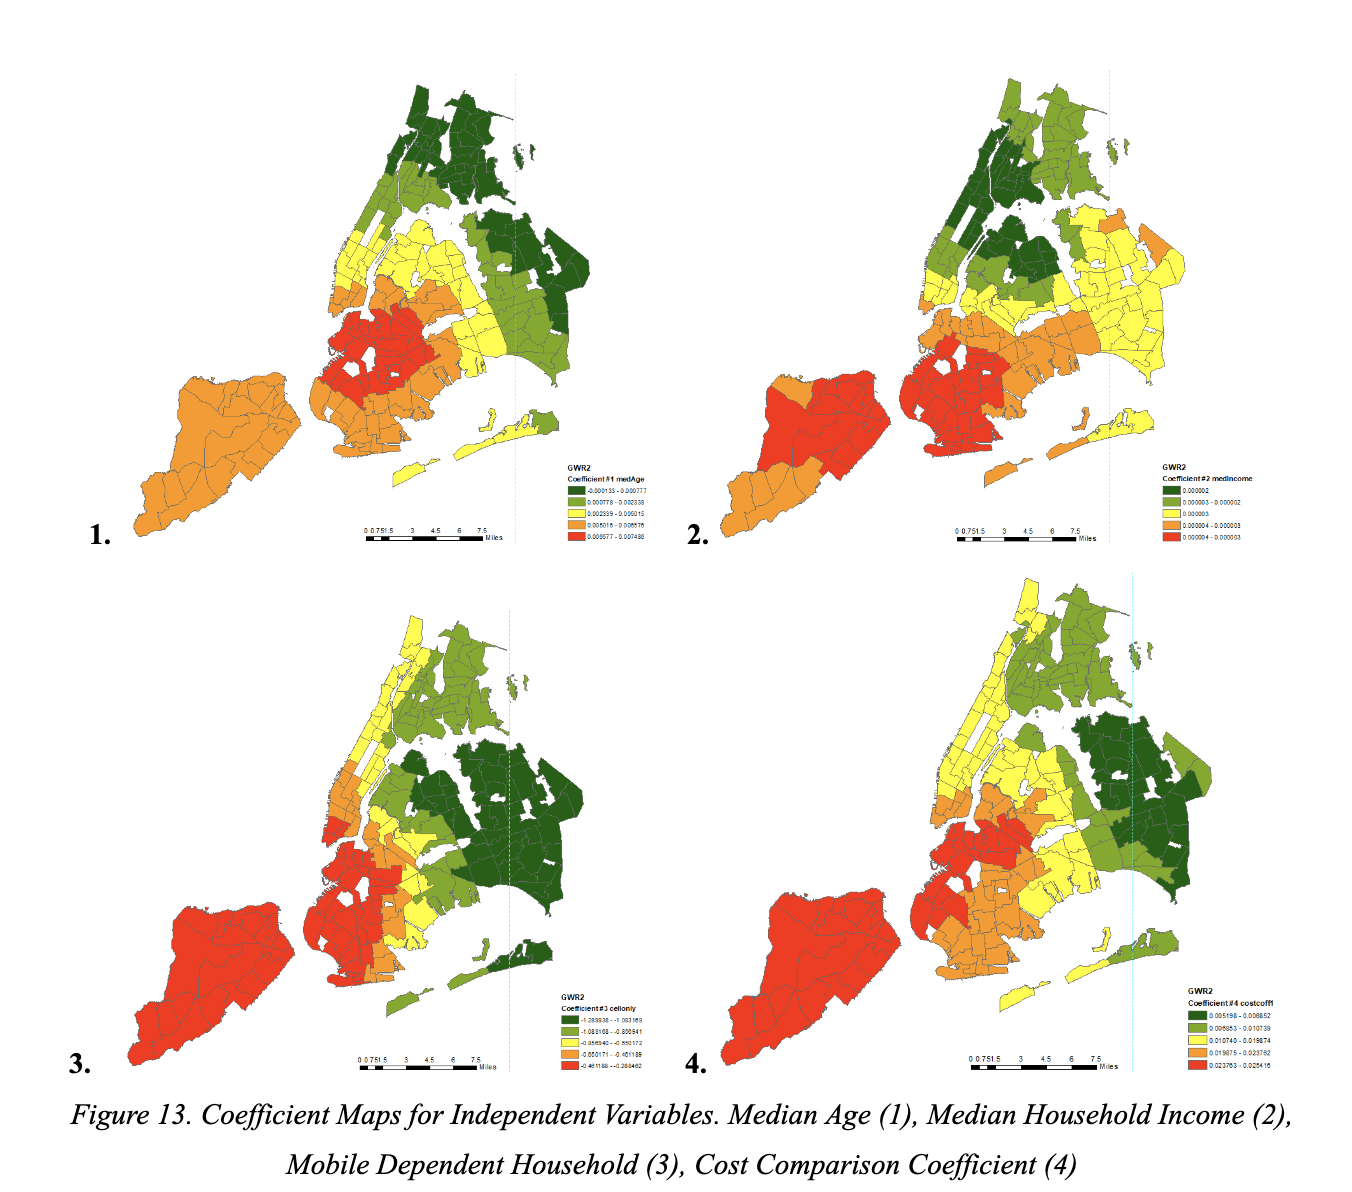 GWR2
Coefficient #1 medAge
-0.000133 - 0.000777
0.000778 - 0.002338
0.002339 - 0.005015
0.005016 - 0.006576
0.006577 - 0.007486
0 0.751.5 3 4.5 6 7.5
Miles
1.
GWR2
Coefficient #2 medIncome
0.000002
0.000003 - 0.000002
0.000003
0.000004 - 0.000003
0.000004 - 0.000003
0 0.751.5 3 4.5 6 7.5
Miles
2.
GWR2
Coefficient #3 cellonly
-1.289938 - -1.083169
-1.083168 - -0.856941
-0.856940 - -0.650172
-0.650171 - -0.461189
-0.461188 - -0.288462
0 0.751.5 3 4.5 6 7.5
Miles
3.
GWR2
Coefficient #4 costcoff1
0.005198 - 0.006852
0.006853 - 0.010739
0.010740 - 0.019874
0.019875 - 0.023762
0.023763 - 0.025416
0 0.751.5 3 4.5 6 7.5
Miles
4.
Figure 13. Coefficient Maps for Independent Variables. Median Age (1), Median Household Income (2),
Mobile Dependent Household (3), Cost Comparison Coefficient (4)